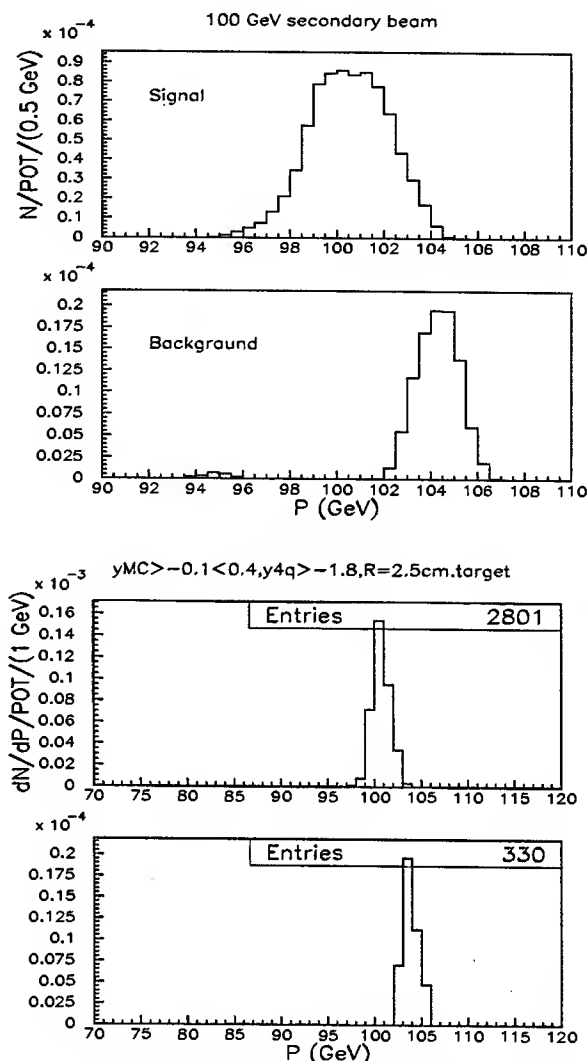 100 GeV secondary beam
x 10⁻⁴
N/POT/(0.5 GeV)
0.9
0.8
0.7
0.6
0.5
0.4
0.3
0.2
0.1
0
Signal
90 92 94 96 98 100 102 104 106 108 110
x 10⁻⁴
0.2
0.175
0.15
0.125
0.1
0.075
0.05
0.025
0
Background
90 92 94 96 98 100 102 104 106 108 110
P (GeV)
yMC>-0.1<0.4,y4q>-1.8,R=2.5cm.target
x 10⁻³
dN/dP/POT/(1 GeV)
0.16
0.14
0.12
0.1
0.08
0.06
0.04
0.02
0
Entries 2801
70 75 80 85 90 95 100 105 110 115 120
x 10⁻⁴
0.2
0.175
0.15
0.125
0.1
0.075
0.05
0.025
0
Entries 330
70 75 80 85 90 95 100 105 110 115 120
P (GeV)